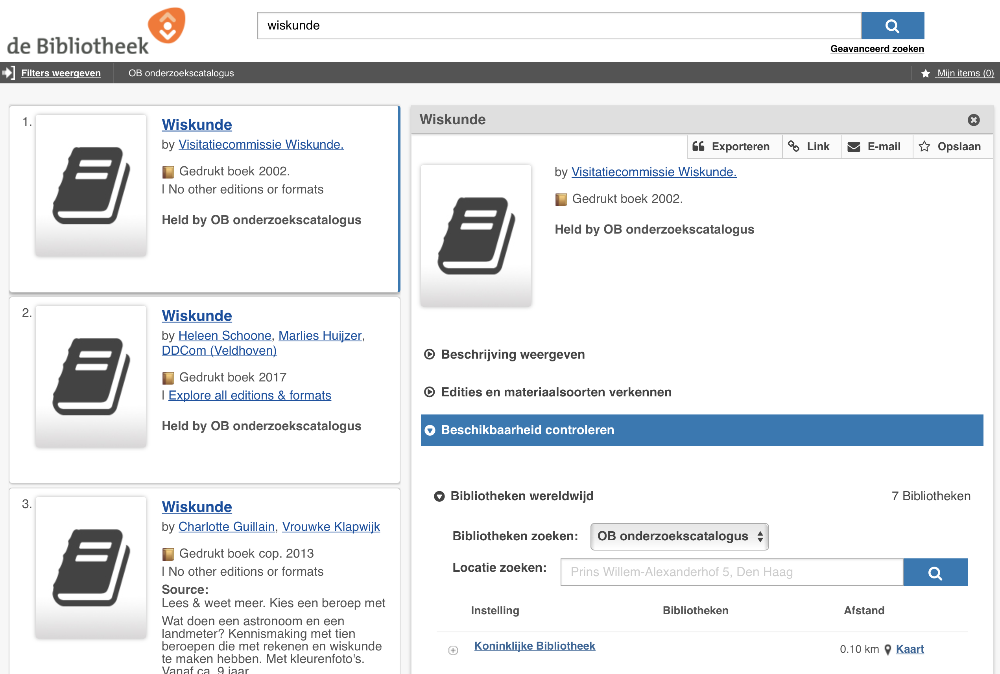 de Bibliotheek
wiskunde
Geavanceerd zoeken
Filters weergeven
OB onderzoekscatalogus
Mijn items (0)
1.
Wiskunde
by Visitatiecommissie Wiskunde.
Gedrukt boek 2002.
| No other editions or formats
Held by OB onderzoekscatalogus
2.
Wiskunde
by Heleen Schoone, Marlies Huijzer,
DDCom (Veldhoven)
Gedrukt boek 2017
| Explore all editions & formats
Held by OB onderzoekscatalogus
3.
Wiskunde
by Charlotte Guillain, Vrouwke Klapwijk
Gedrukt boek cop. 2013
| No other editions or formats
Source:
Lees & weet meer. Kies een beroep met
Wat doen een astronoom en een
landmeter? Kennismaking met tien
beroepen die met rekenen en wiskunde
te maken hebben. Met kleurenfoto's.
Vanaf ca. 9 jaar
Wiskunde
Exporteren
Link
E-mail
Opslaan
by Visitatiecommissie Wiskunde.
Gedrukt boek 2002.
Held by OB onderzoekscatalogus
Beschrijving weergeven
Edities en materiaalsoorten verkennen
Beschikbaarheid controleren
Bibliotheken wereldwijd
7 Bibliotheken
Bibliotheken zoeken: OB onderzoekscatalogus
Locatie zoeken: Prins Willem-Alexanderhof 5, Den Haag
Instelling Bibliotheken Afstand
Koninklijke Bibliotheek 0.10 km Kaart